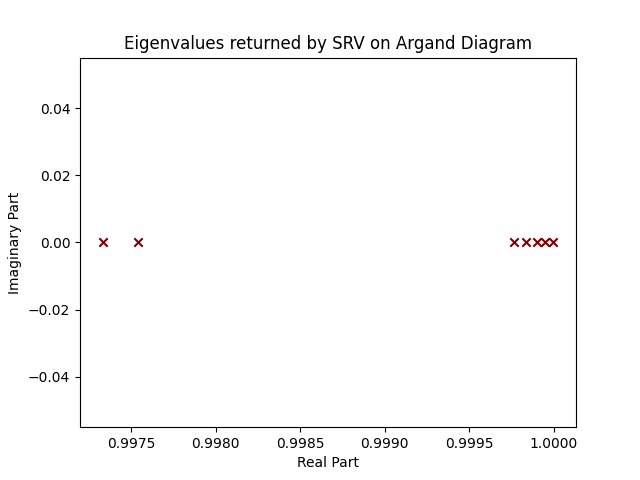 Eigenvalues returned by SRV on Argand Diagram
0.04
0.02
0.00
−0.02
−0.04
Imaginary Part
0.9975 0.9980 0.9985 0.9990 0.9995 1.0000
Real Part